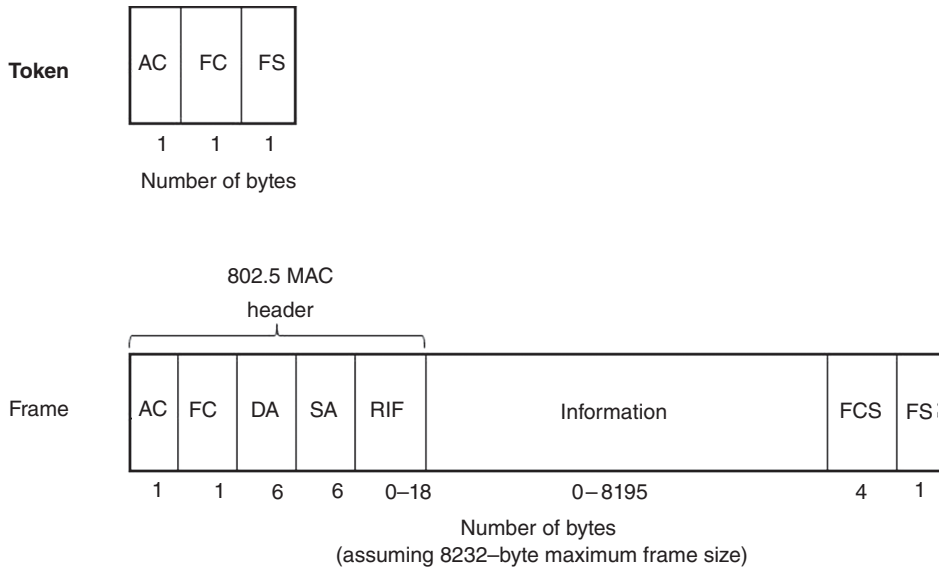 Token
AC FC FS
1 1 1
Number of bytes
802.5 MAC
header
Frame
AC FC DA SA RIF Information FCS FS
1 1 6 6 0–18 0–8195 4 1
Number of bytes
(assuming 8232–byte maximum frame size)